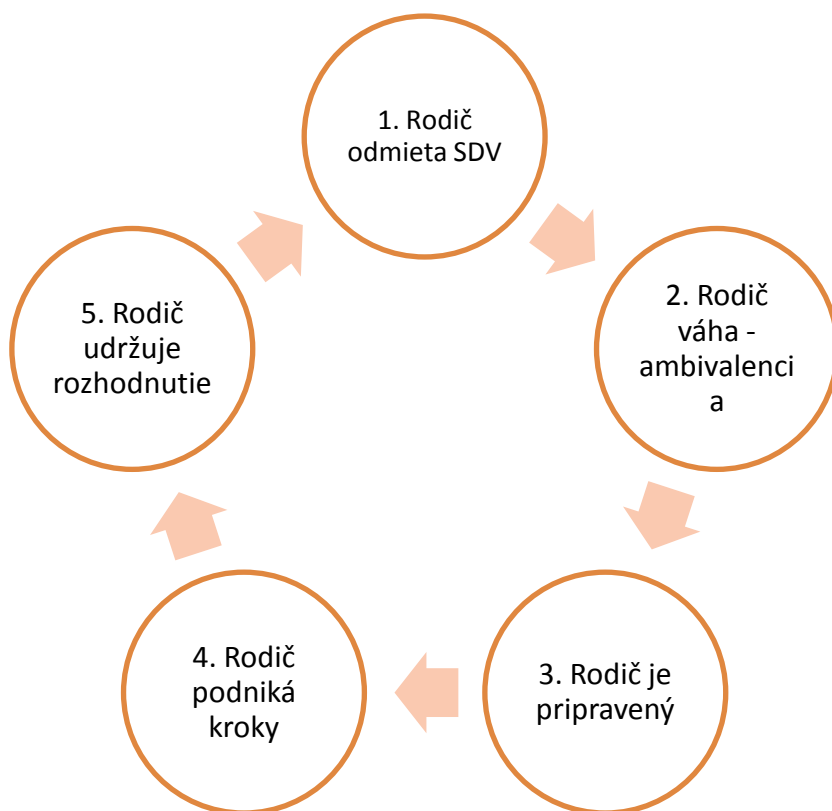 1. Rodič
odmieta SDV
2. Rodič
váha -
ambivalenci
a
3. Rodič je
pripravený
4. Rodič
podniká
kroky
5. Rodič
udržuje
rozhodnutie